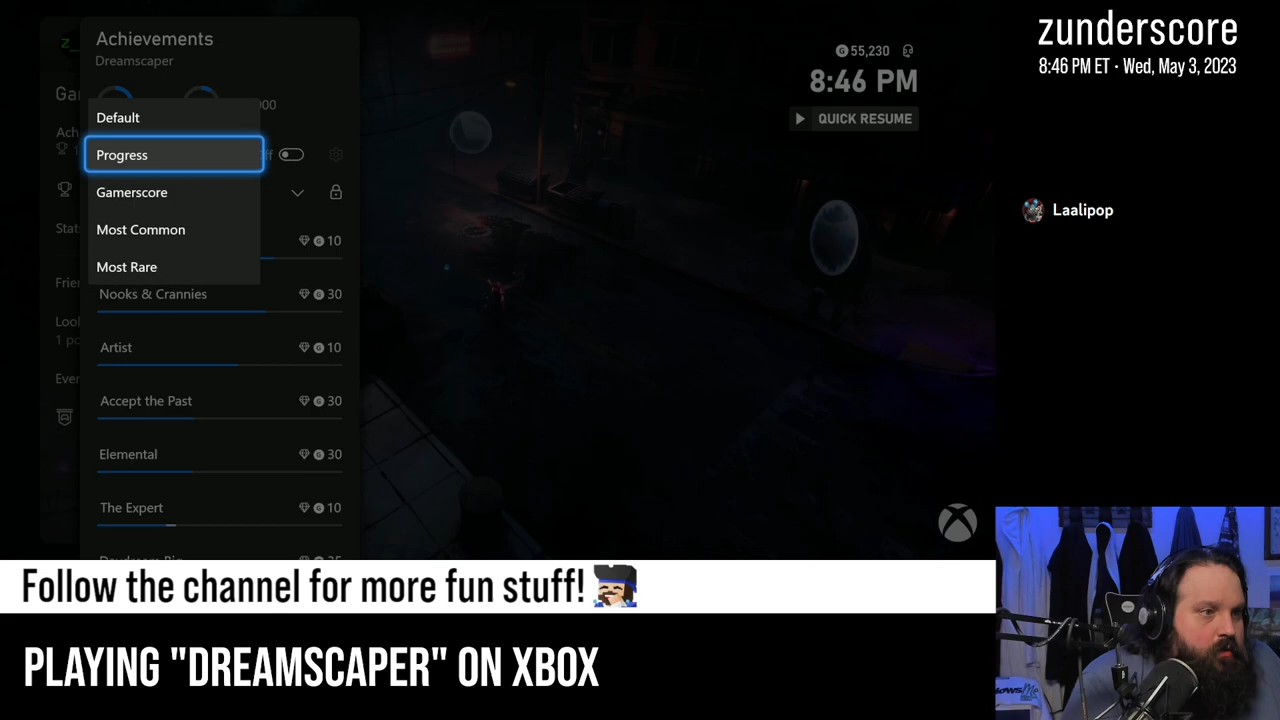 Achievements
Dreamscaper
Default
Progress
Gamerscore
Most Common
Most Rare
10
Nooks & Crannies
30
Artist
10
Accept the Past
30
Elemental
30
The Expert
10
G 55,230
8:46 PM
QUICK RESUME
zunderscore
8:46 PM ET · Wed, May 3, 2023
Laalipop
Follow the channel for more fun stuff!
PLAYING "DREAMSCAPER" ON XBOX